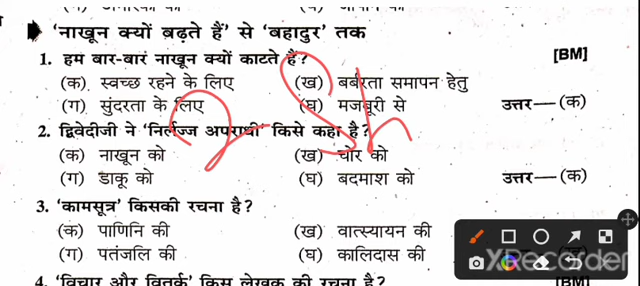 'नाखून क्यों बढ़ते हैं' से 'बहादुर' तक
1. हम बार-बार नाखून क्यों काटते हैं? [BM]
(क) स्वच्छ रहने के लिए (ख) बर्बरता समापन हेतु
(ग) सुंदरता के लिए (घ) मजबूरी से उत्तर—(क)
2. द्विवेदीजी ने 'निर्लज्ज अपराधी' किसे कहा है?
(क) नाखून को (ख) चोर को
(ग) डाकू को (घ) बदमाश को उत्तर—(क)
3. 'कामसूत्र' किसकी रचना है?
(क) पाणिनि की (ख) वात्स्यायन की
(ग) पतंजलि की (घ) कालिदास की
XRecorder
4. 'विचार और वितर्क' किस लेखक की रचना है? [BM]